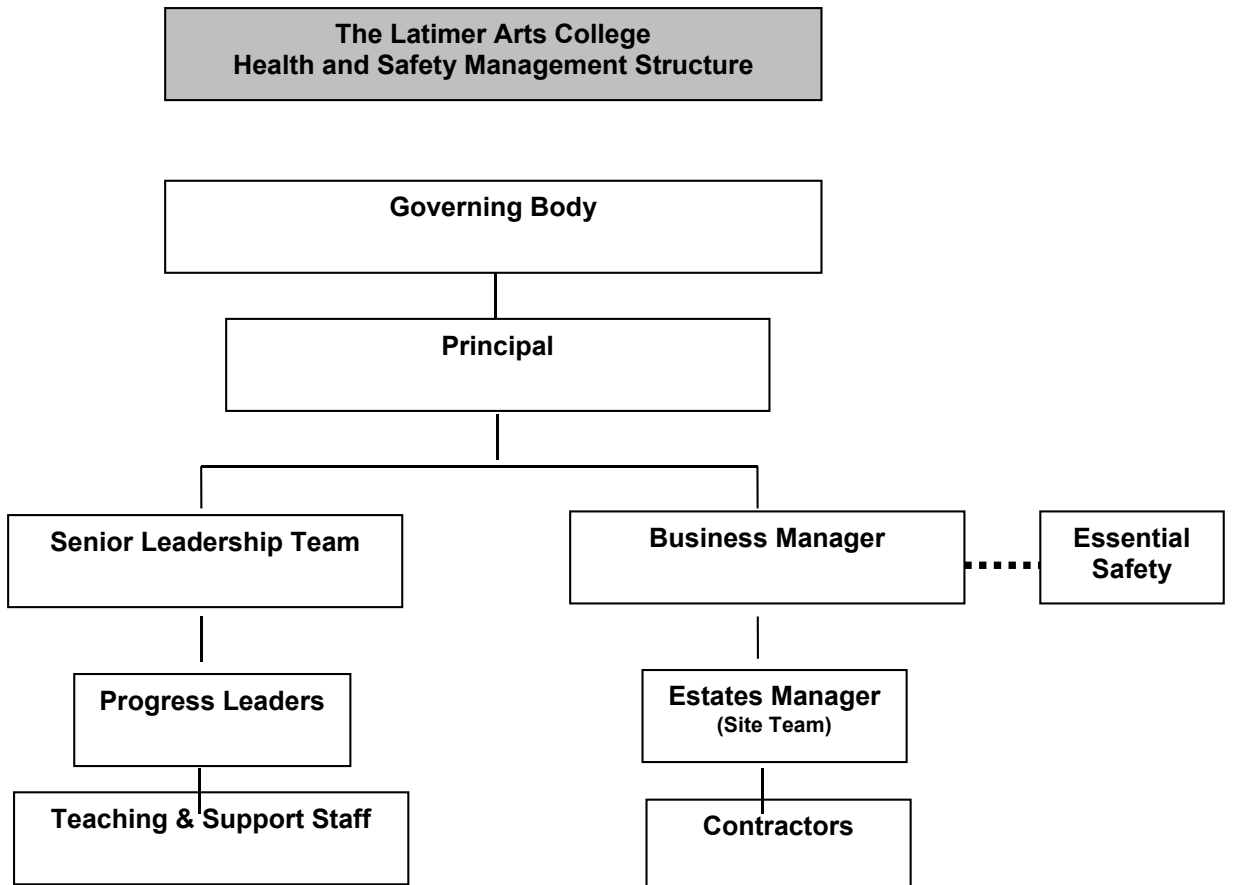 The Latimer Arts College
Health and Safety Management Structure
Governing Body
Principal
Senior Leadership Team
Business Manager
Essential
Safety
Progress Leaders
Estates Manager
(Site Team)
Teaching & Support Staff
Contractors